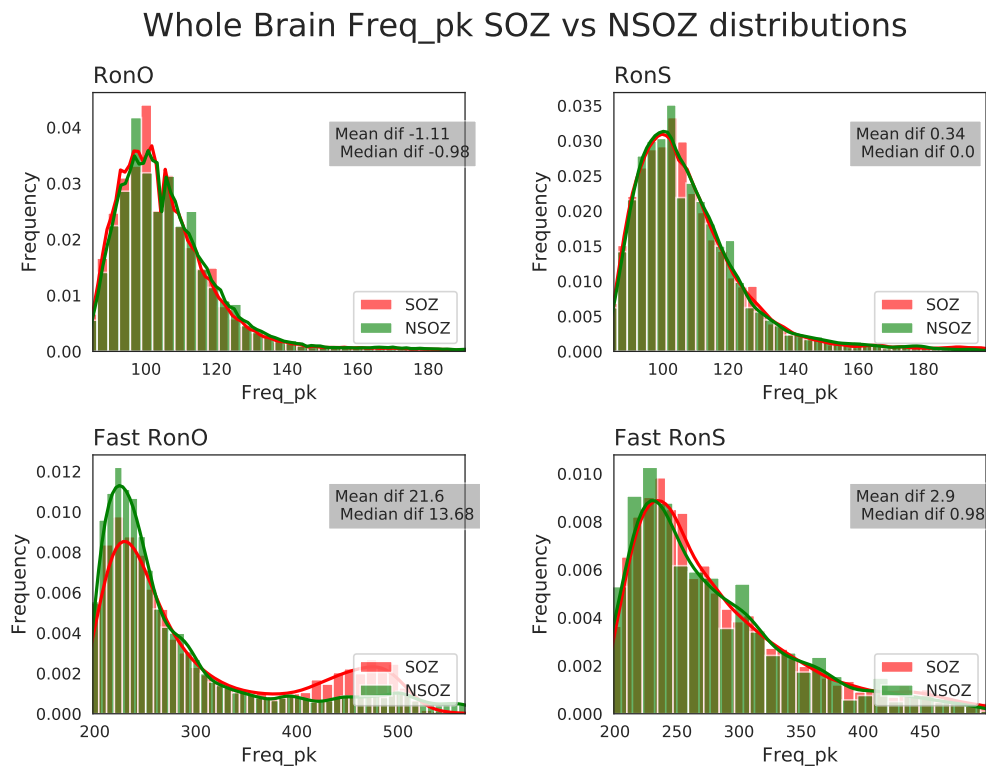 Whole Brain Freq_pk SOZ vs NSOZ distributions
RonO
Mean dif -1.11
Median dif -0.98
SOZ
NSOZ
Frequency
0.04
0.03
0.02
0.01
0.00
100
120
140
160
180
Freq_pk
RonS
Mean dif 0.34
Median dif 0.0
SOZ
NSOZ
Frequency
0.035
0.030
0.025
0.020
0.015
0.010
0.005
0.000
100
120
140
160
180
Freq_pk
Fast RonO
Mean dif 21.6
Median dif 13.68
SOZ
NSOZ
Frequency
0.012
0.010
0.008
0.006
0.004
0.002
0.000
200
300
400
500
Freq_pk
Fast RonS
Mean dif 2.9
Median dif 0.98
SOZ
NSOZ
Frequency
0.010
0.008
0.006
0.004
0.002
0.000
200
250
300
350
400
450
Freq_pk